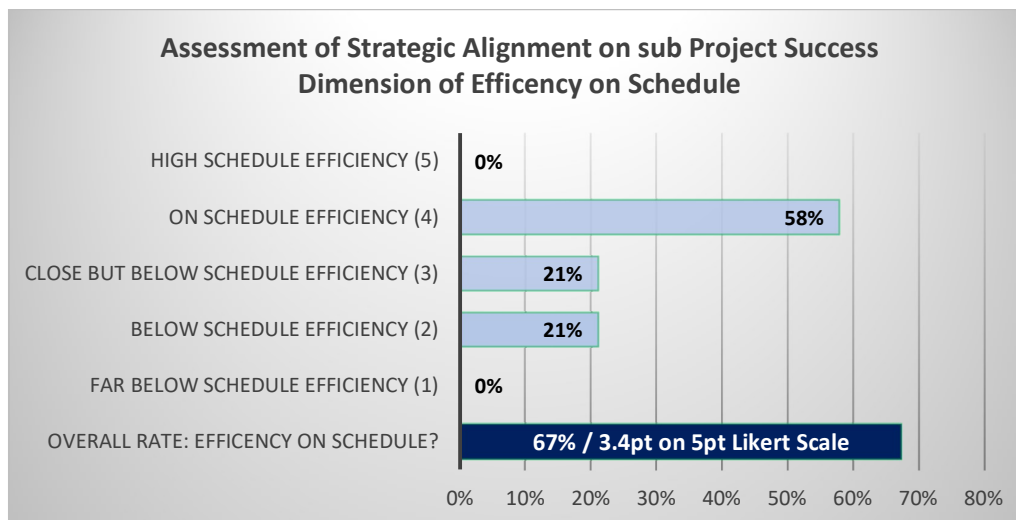 Assessment of Strategic Alignment on sub Project Success
Dimension of Efficency on Schedule
HIGH SCHEDULE EFFICIENCY (5)
0%
ON SCHEDULE EFFICIENCY (4)
58%
CLOSE BUT BELOW SCHEDULE EFFICIENCY (3)
21%
BELOW SCHEDULE EFFICIENCY (2)
21%
FAR BELOW SCHEDULE EFFICIENCY (1)
0%
OVERALL RATE: EFFICENCY ON SCHEDULE?
67% / 3.4pt on 5pt Likert Scale
0% 10% 20% 30% 40% 50% 60% 70% 80%